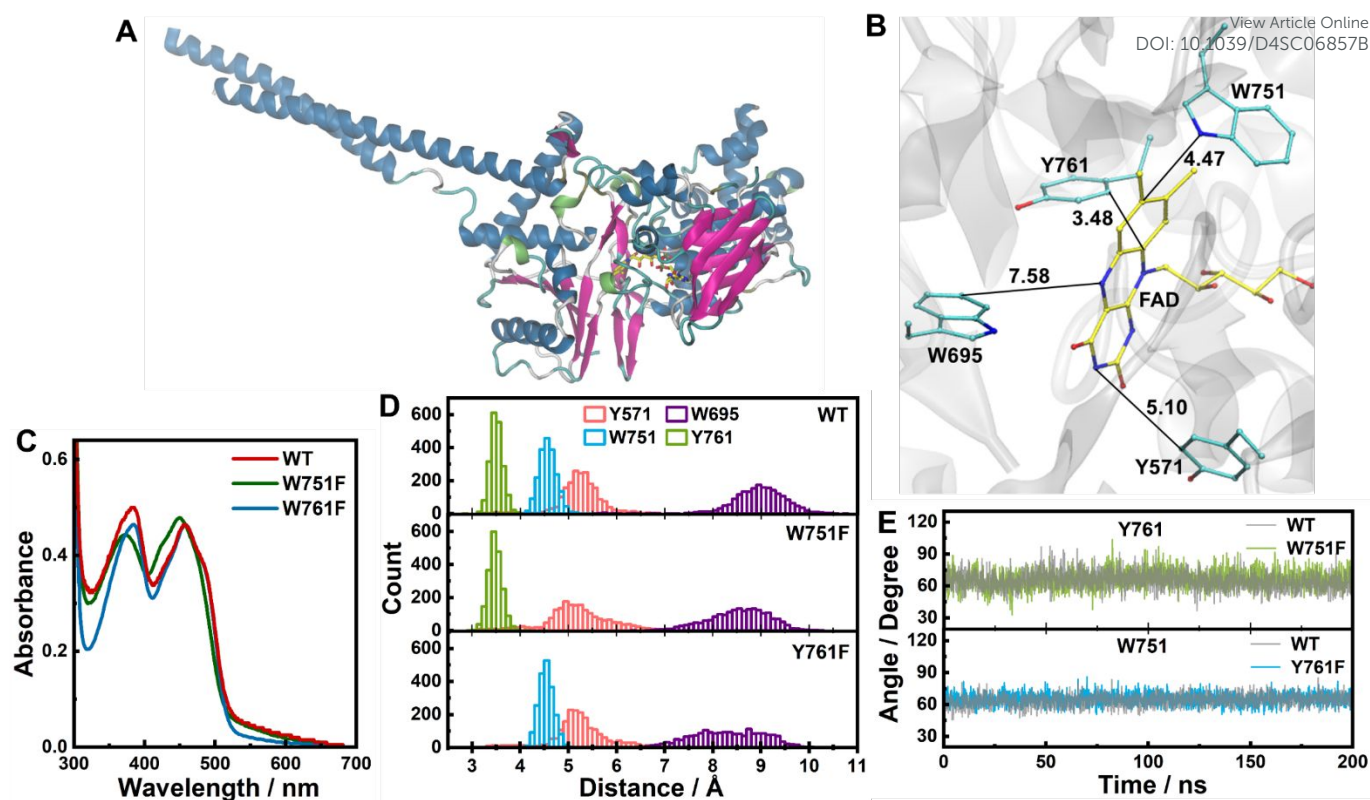 View Article Online
DOI: 10.1039/D4SC06857B
A
B
W751
Y761
4.47
3.48
7.58
FAD
W695
5.10
Y571
C
0.6
0.4
0.2
0.0
Absorbance
WT
W751F
W761F
300 400 500 600 700
Wavelength / nm
D
Count
600
400
200
0
Y571 W695
W751 Y761
WT
600
400
200
0
W751F
600
400
200
0
Y761F
3 4 5 6 7 8 9 10 11
Distance / Å
E
Angle / Degree
120
90
60
30
Y761
WT
W751F
120
90
60
30
W751
WT
Y761F
0 50 100 150 200
Time / ns